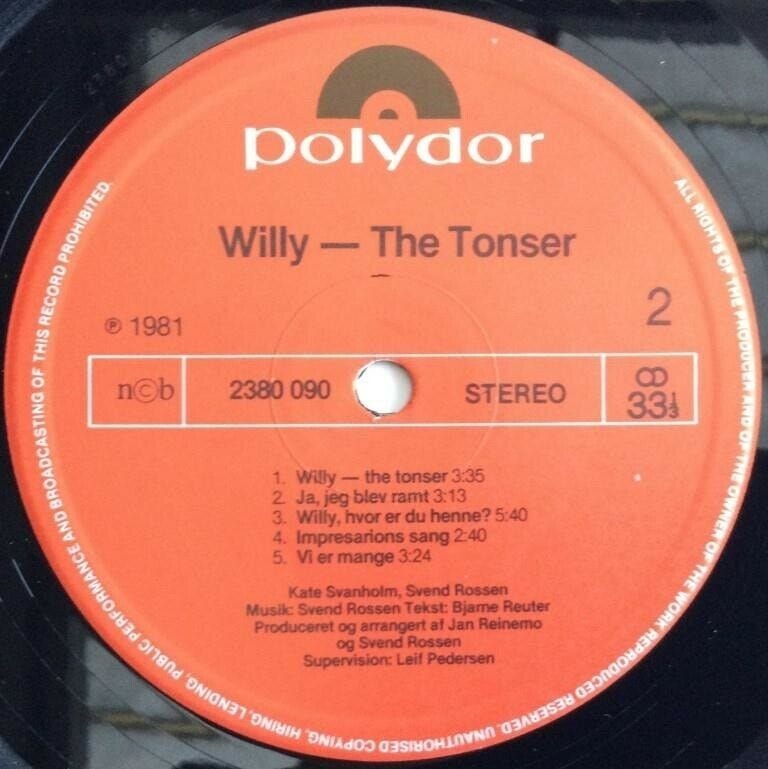 polydor
Willy — The Tonser
2
℗ 1981
n©b
2380 090
STEREO
33⅓
1. Willy — the tonser 3:35
2. Ja, jeg blev ramt 3:13
3. Willy, hvor er du henne? 5:40
4. Impresarions sang 2:40
5. Vi er mange 3:24
Kate Svanholm, Svend Rossen
Musik: Svend Rossen Tekst: Bjarne Reuter
Produceret og arrangert af Jan Reinemo
og Svend Rossen
Supervision: Leif Pedersen
ALL RIGHTS OF THE PRODUCER AND OF THE OWNER OF THE WORK REPRODUCED RESERVED. UNAUTHORISED COPYING, HIRING, LENDING, PUBLIC PERFORMANCE AND BROADCASTING OF THIS RECORD PROHIBITED.